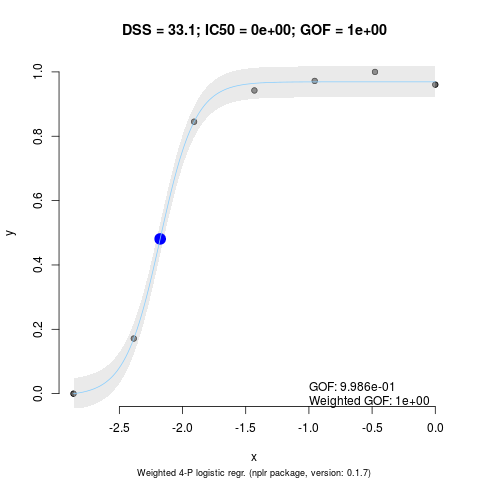 DSS = 33.1; IC50 = 0e+00; GOF = 1e+00
1.0
0.8
0.6
0.4
0.2
0.0
y
GOF: 9.986e-01
Weighted GOF: 1e+00
-2.5 -2.0 -1.5 -1.0 -0.5 0.0
x
Weighted 4-P logistic regr. (nplr package, version: 0.1.7)